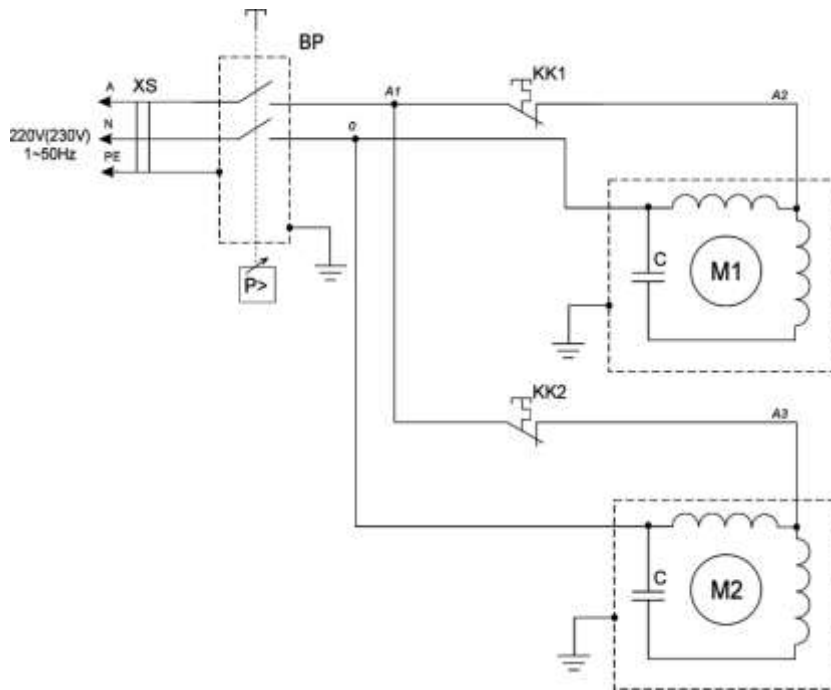 BP
A XS
A1
KK1
A2
N
0
220V(230V)
1~50Hz
PE
P>
C
M1
KK2
A3
C
M2